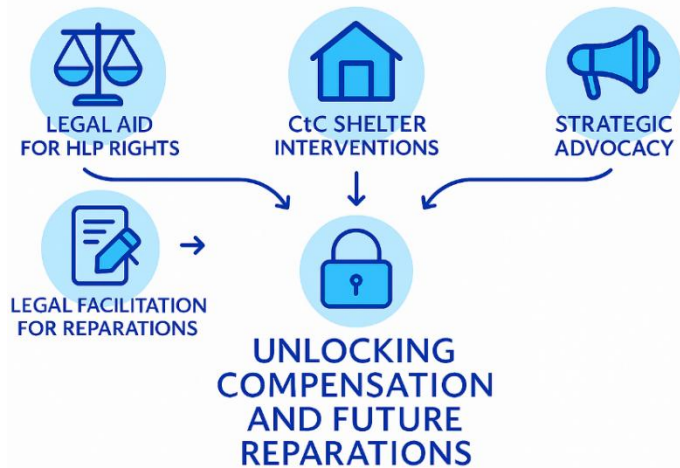 LEGAL AID
FOR HLP RIGHTS
CtC SHELTER
INTERVENTIONS
STRATEGIC
ADVOCACY
LEGAL FACILITATION
FOR REPARATIONS
UNLOCKING
COMPENSATION
AND FUTURE
REPARATIONS